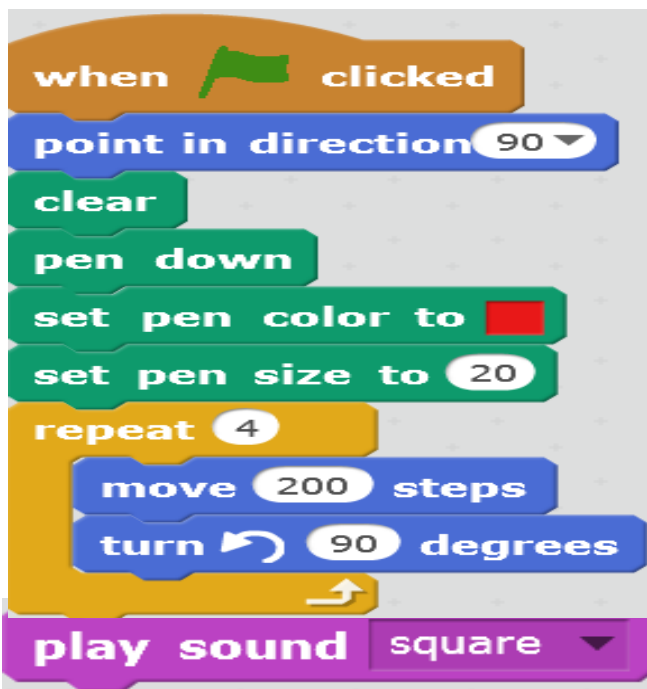 when clicked
point in direction 90
clear
pen down
set pen color to
set pen size to 20
repeat 4
move 200 steps
turn 90 degrees
play sound square